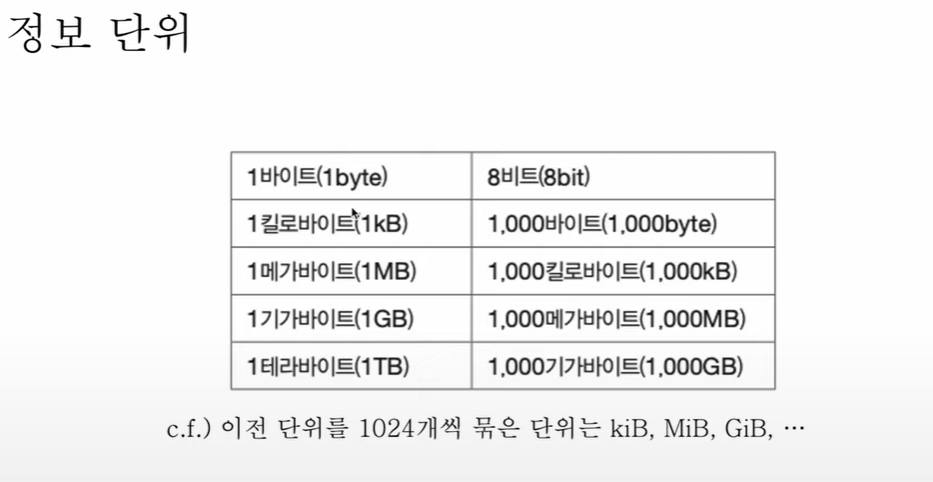 정보 단위
1바이트(1byte) 8비트(8bit)
1킬로바이트(1kB) 1,000바이트(1,000byte)
1메가바이트(1MB) 1,000킬로바이트(1,000kB)
1기가바이트(1GB) 1,000메가바이트(1,000MB)
1테라바이트(1TB) 1,000기가바이트(1,000GB)
c.f.) 이전 단위를 1024개씩 묶은 단위는 kiB, MiB, GiB, …